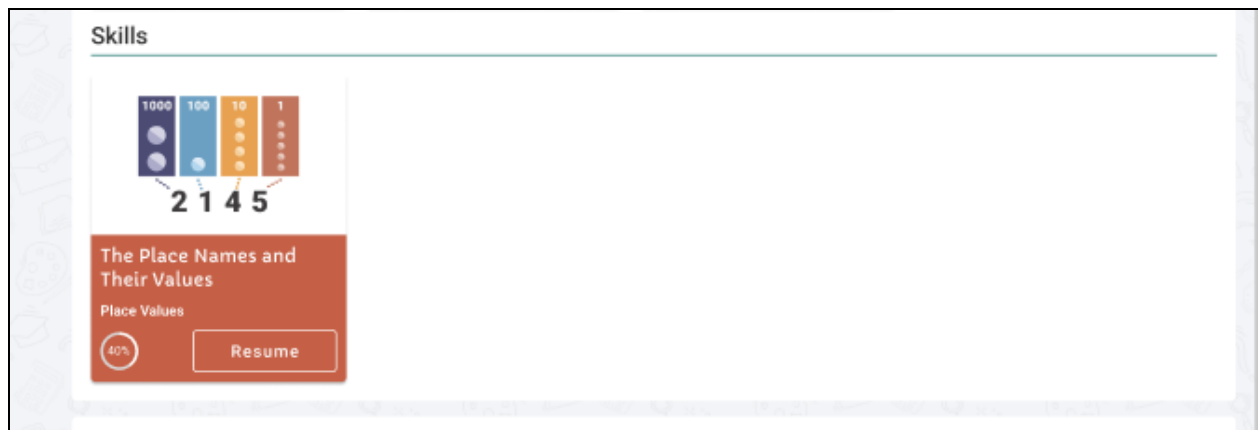 Skills
1000 100 10 1
2 1 4 5
The Place Names and
Their Values
Place Values
40%
Resume